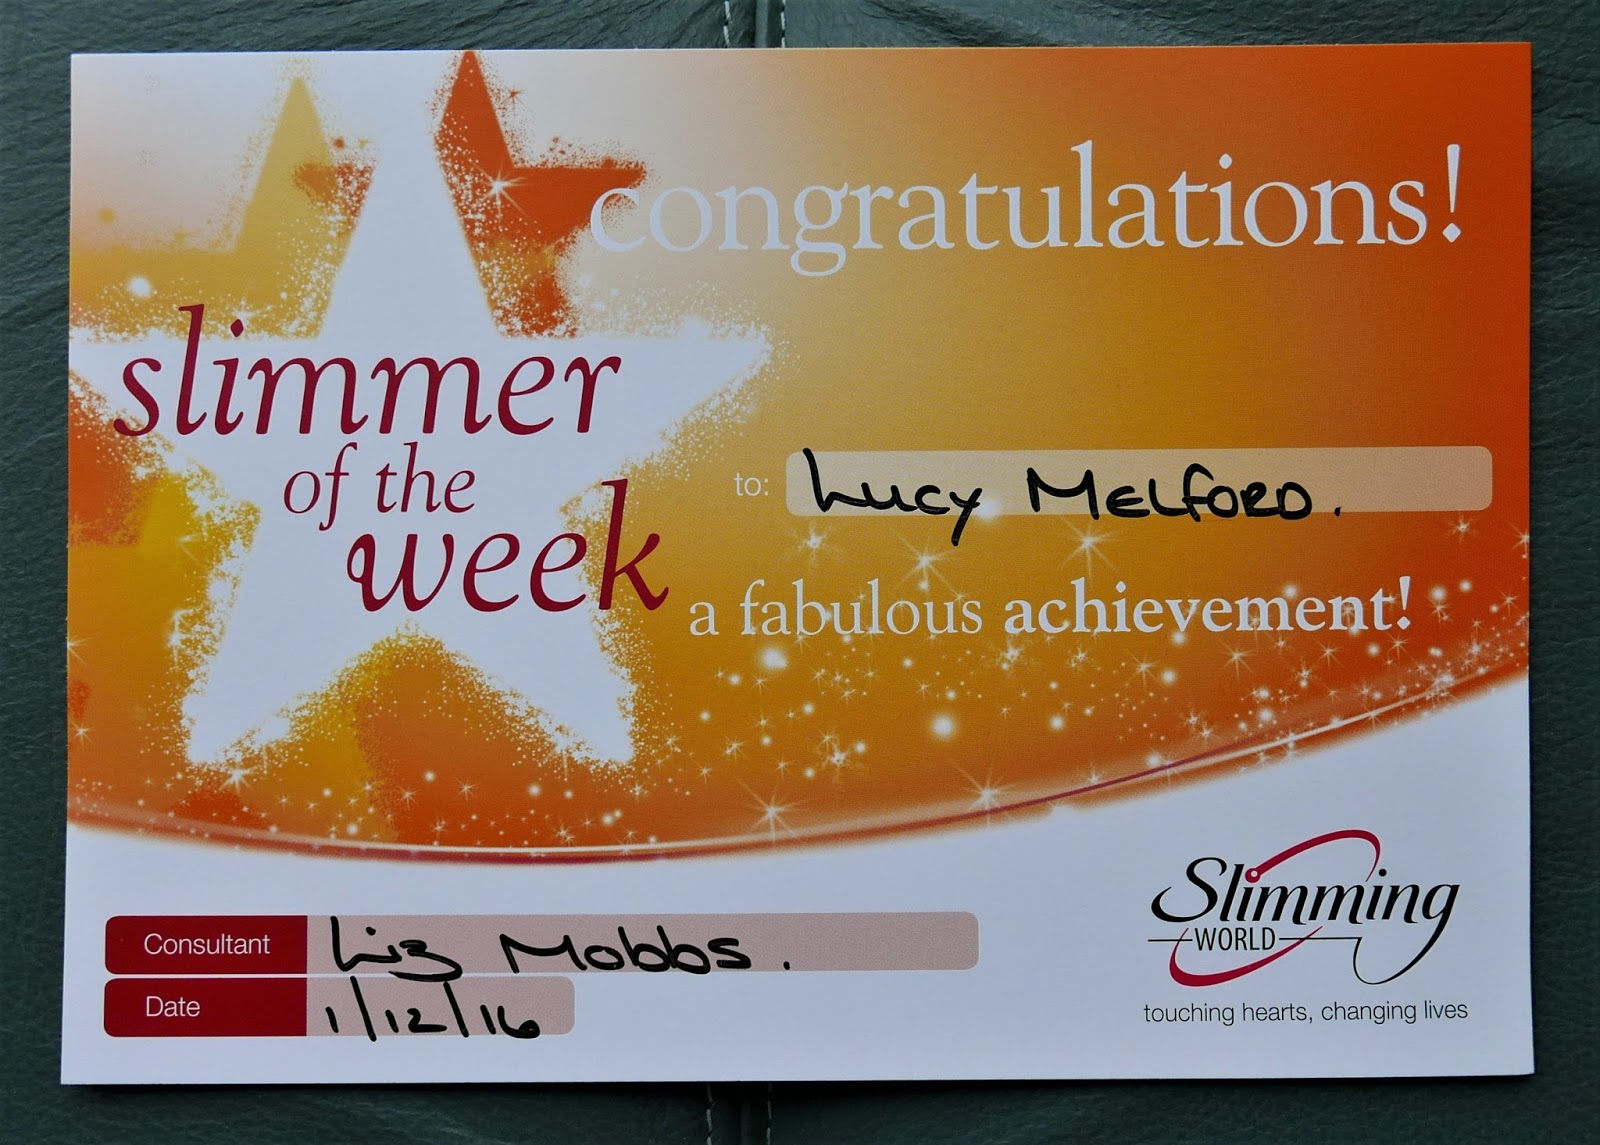 congratulations!
slimmer
of the
week
to: Lucy Melford.
a fabulous achievement!
Consultant Liz Mobbs.
Date 1/12/16
Slimming
WORLD
touching hearts, changing lives